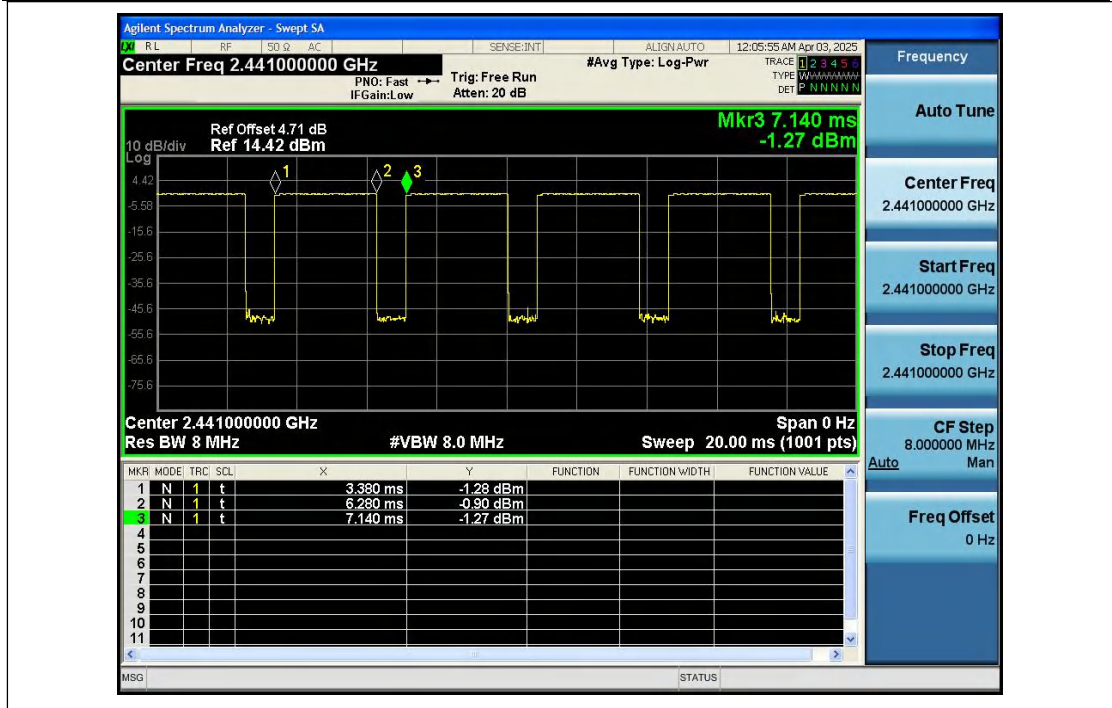 Agilent Spectrum Analyzer - Swept SA
LXI RL RF 50 Ω AC SENSE:INT ALIGN AUTO 12:05:55 AM Apr 03, 2025
Center Freq 2.441000000 GHz #Avg Type: Log-Pwr TRACE 1 2 3 4 5 6
PNO: Fast Trig: Free Run TYPE WWWWWW
IFGain:Low Atten: 20 dB DET P N N N N N
Mkr3 7.140 ms
Ref Offset 4.71 dB
10 dB/div Ref 14.42 dBm -1.27 dBm
Log
1 2 3
4.42
-5.58
-15.6
-25.6
-35.6
-45.6
-55.6
-65.6
-75.6
Center 2.441000000 GHz Span 0 Hz
Res BW 8 MHz #VBW 8.0 MHz Sweep 20.00 ms (1001 pts)
MKR MODE TRC SCL X Y FUNCTION FUNCTION WIDTH FUNCTION VALUE
1 N 1 t 3.380 ms -1.28 dBm
2 N 1 t 6.280 ms -0.90 dBm
3 N 1 t 7.140 ms -1.27 dBm
4
5
6
7
8
9
10
11
MSG STATUS
Frequency
Auto Tune
Center Freq
2.441000000 GHz
Start Freq
2.441000000 GHz
Stop Freq
2.441000000 GHz
CF Step
8.000000 MHz
Auto Man
Freq Offset
0 Hz